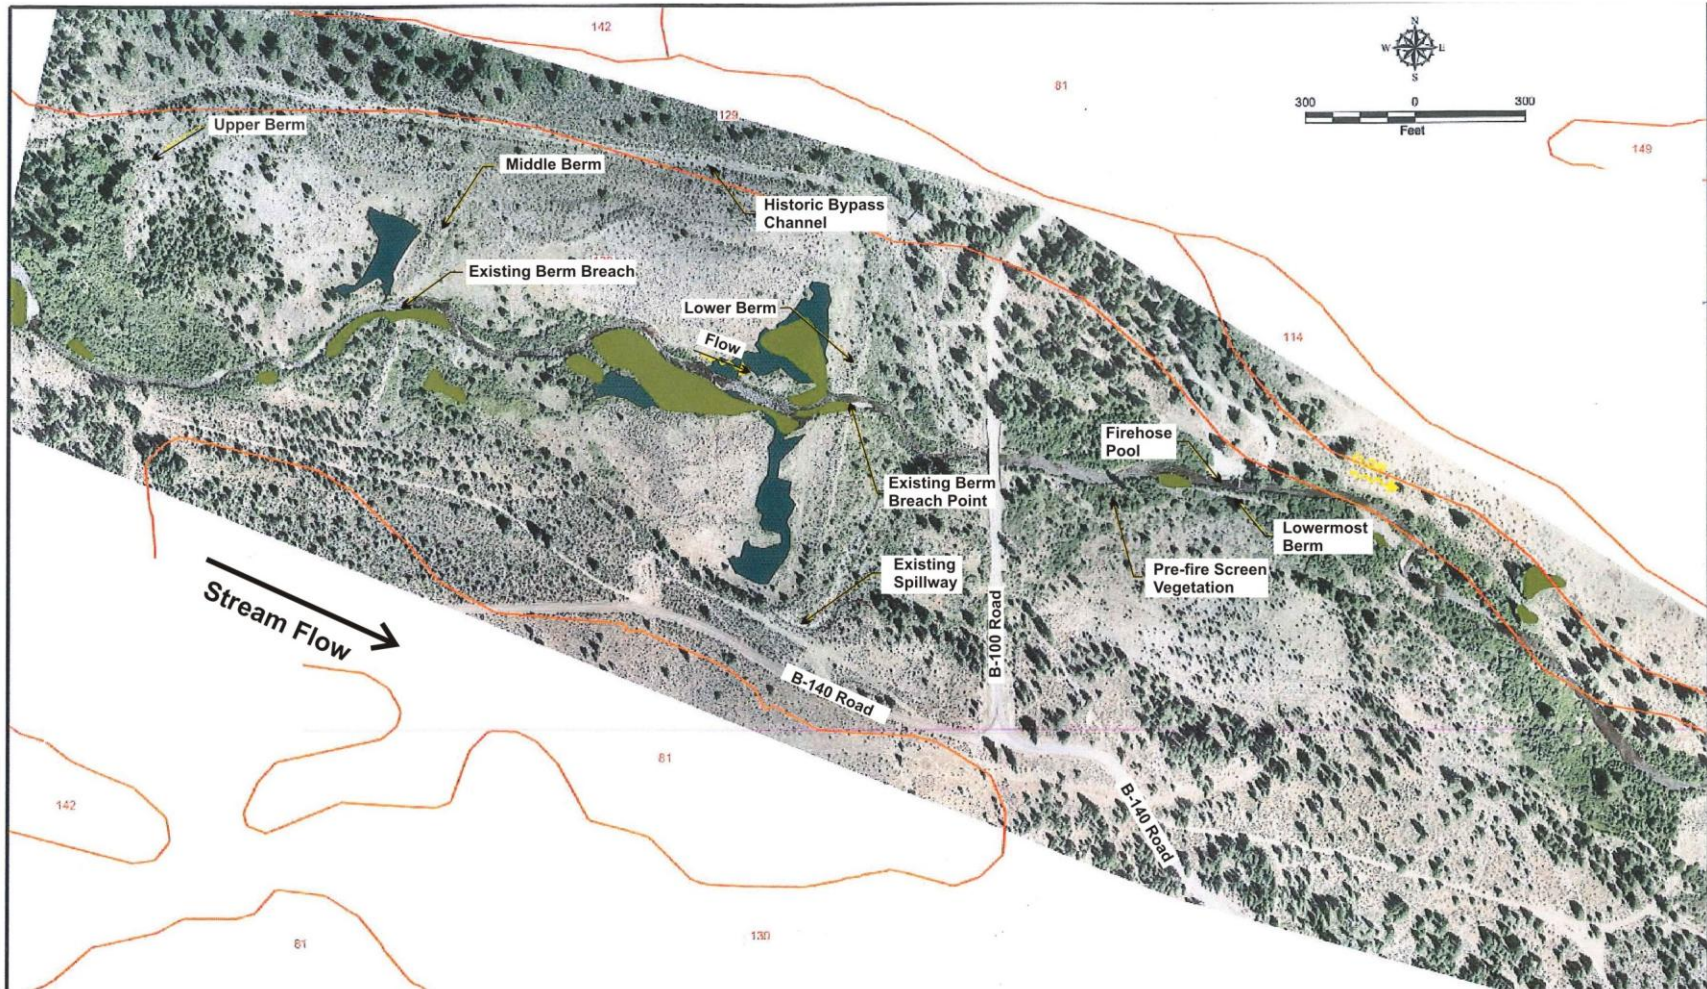 142
N
W E
S
81
300 0 300
Feet
129
Upper Berm
149
Middle Berm
Historic Bypass
Channel
Existing Berm Breach
Lower Berm
114
Flow
Firehose
Pool
Existing Berm
Breach Point
Lowermost
Berm
Existing
Spillway
Pre-fire Screen
Vegetation
Stream Flow
B-100 Road
B-140 Road
81
142
B-140 Road
81
130